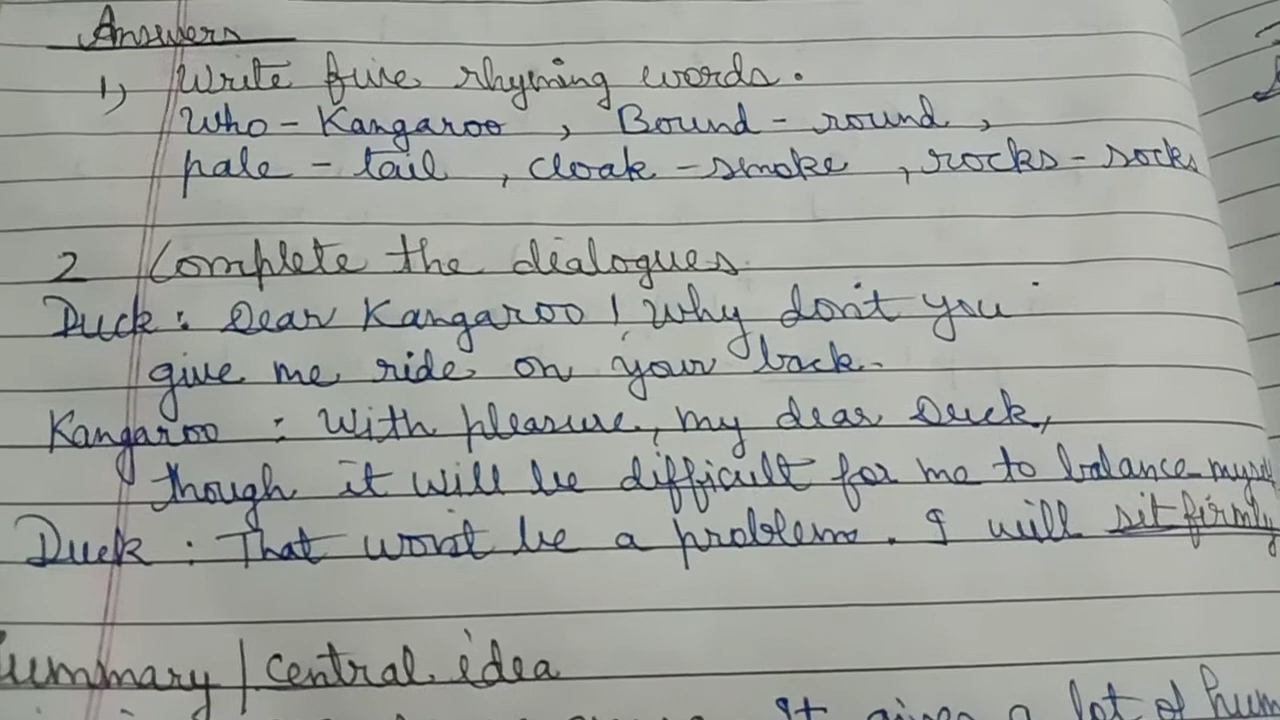 Answers
1) Write five rhyming words.
Who - Kangaroo , Bound - round ,
pale - tail , cloak - smoke , rocks - socks
2 Complete the dialogues
Duck : Dear Kangaroo ! Why don't you
give me ride on your back.
Kangaroo : With pleasure, my dear Duck,
though it will be difficult for me to balance myself
Duck : That won't be a problem. I will sit firmly
Summary / central idea
It gives a lot of hum